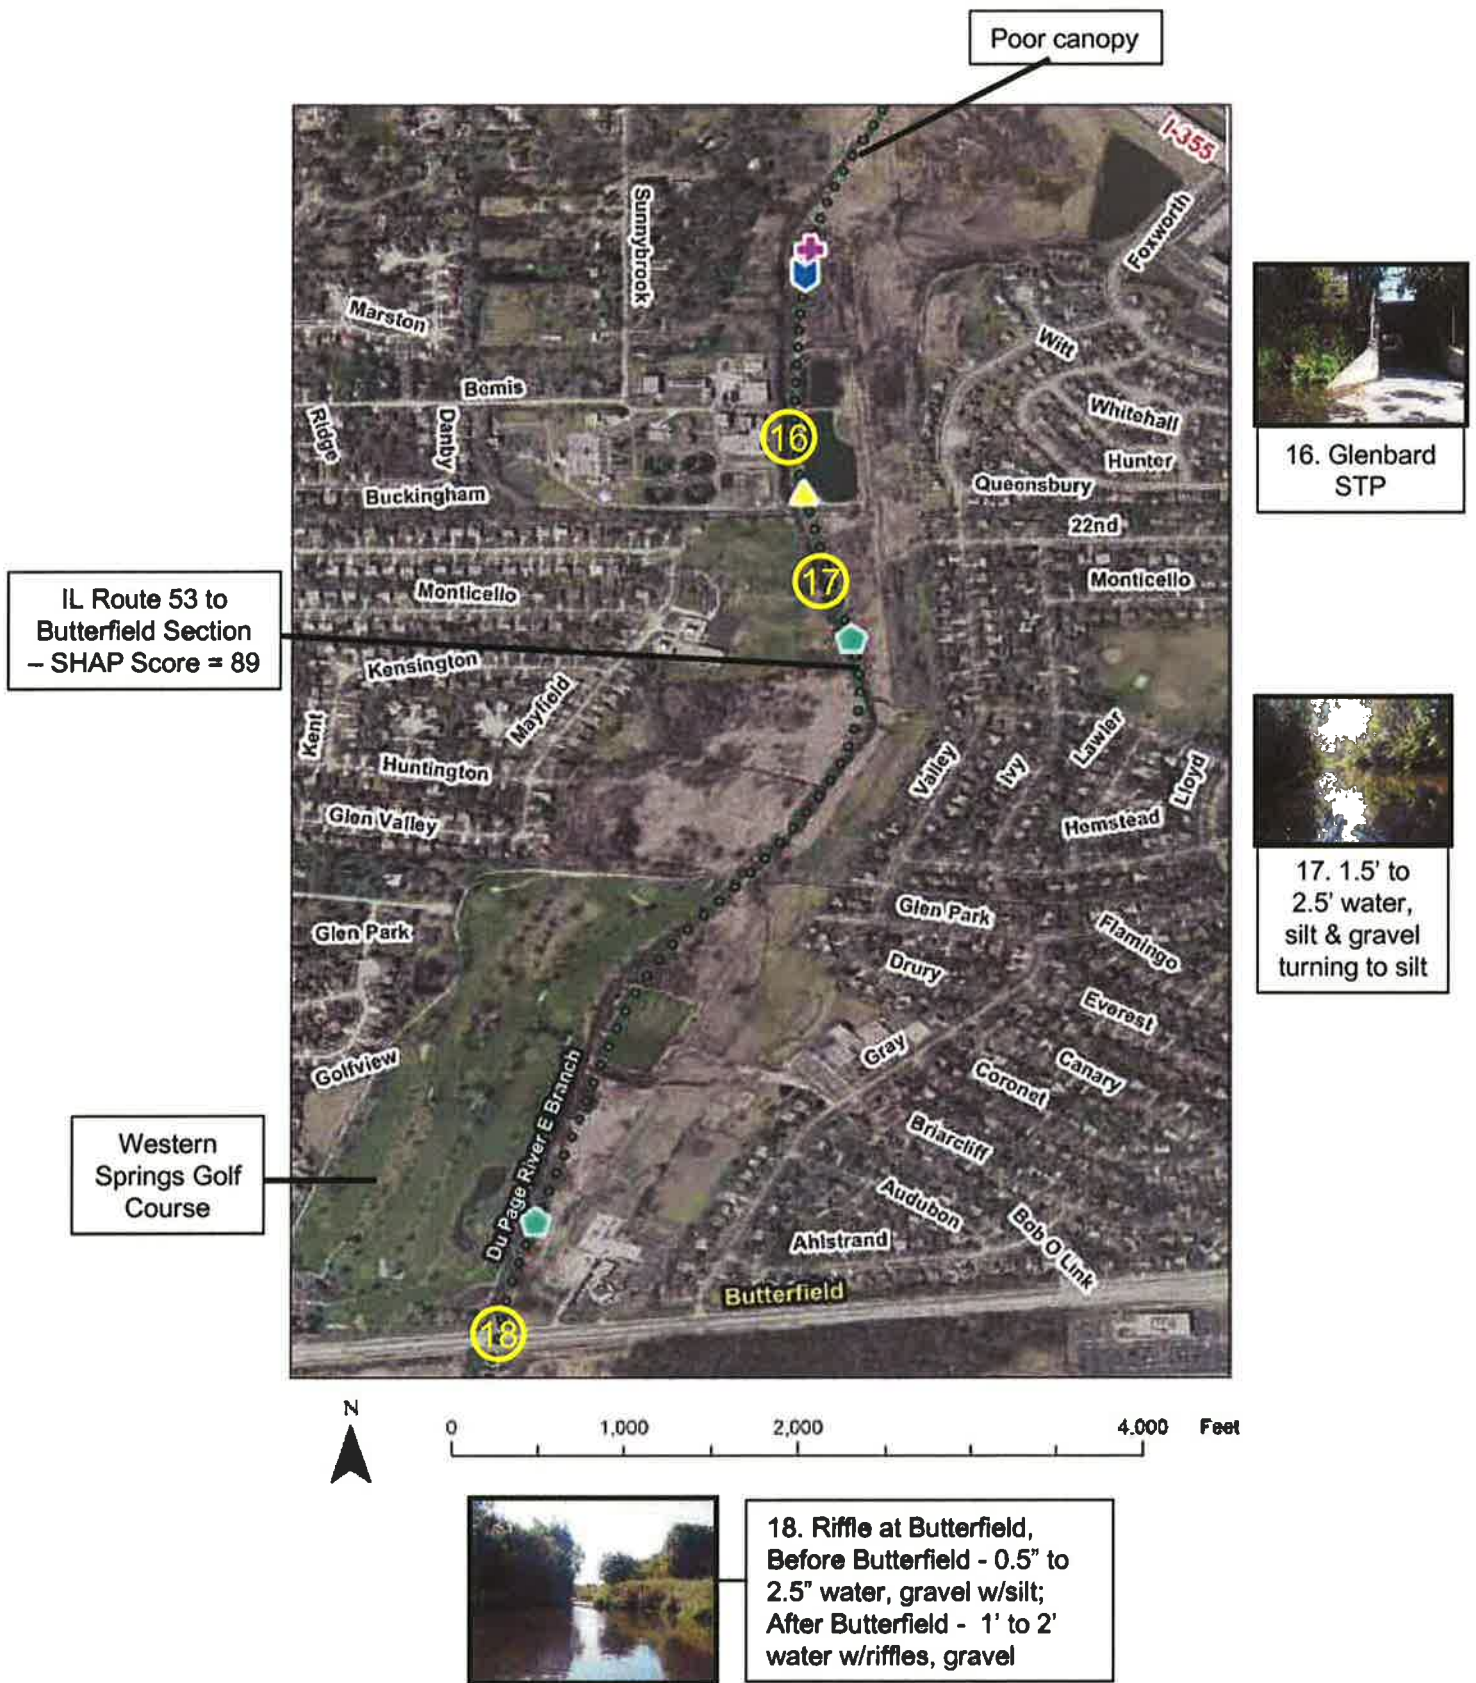 Poor canopy
I-355
Foxworth
Sunnybrook
Marston
Witt
Bemis
Whitehall
Ridge
Danby
16
Hunter
16. Glenbard
STP
Buckingham
Queensbury
22nd
17
Monticello
Monticello
IL Route 53 to
Butterfield Section
– SHAP Score = 89
Kensington
Mayfield
Kent
Huntington
Valley
Ivy
Lawler
Lloyd
Glen Valley
Hemstead
17. 1.5’ to
2.5’ water,
silt & gravel
turning to silt
Glen Park
Glen Park
Flamingo
Drury
Everest
Golfview
Gray
Coronet
Canary
Western
Springs Golf
Course
Du Page River E Branch
Briarcliff
Audubon
Bob O Link
Ahlstrand
Butterfield
18
N
0 1,000 2,000 4.000 Feet
18. Riffle at Butterfield,
Before Butterfield - 0.5” to
2.5” water, gravel w/silt;
After Butterfield - 1’ to 2’
water w/riffles, gravel